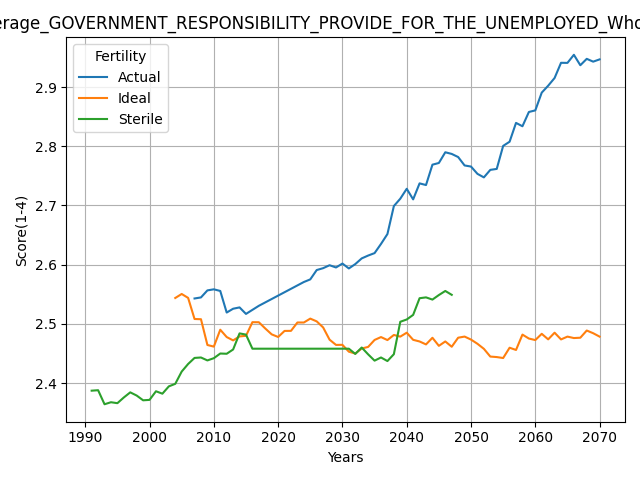 erage_GOVERNMENT_RESPONSIBILITY_PROVIDE_FOR_THE_UNEMPLOYED_Who
Fertility
Actual
Ideal
Sterile
Score(1-4)
2.9
2.8
2.7
2.6
2.5
2.4
1990 2000 2010 2020 2030 2040 2050 2060 2070
Years